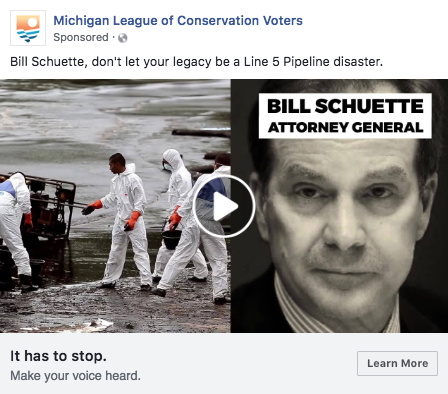 Michigan League of Conservation Voters
Sponsored ·
Bill Schuette, don't let your legacy be a Line 5 Pipeline disaster.
BILL SCHUETTE
ATTORNEY GENERAL
It has to stop.
Make your voice heard.
Learn More